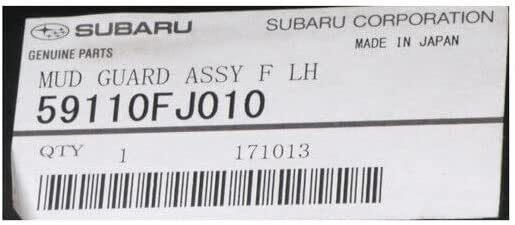 SUBARU SUBARU CORPORATION
GENUINE PARTS MADE IN JAPAN
MUD GUARD ASSY F LH
59110FJ010
QTY 1 171013